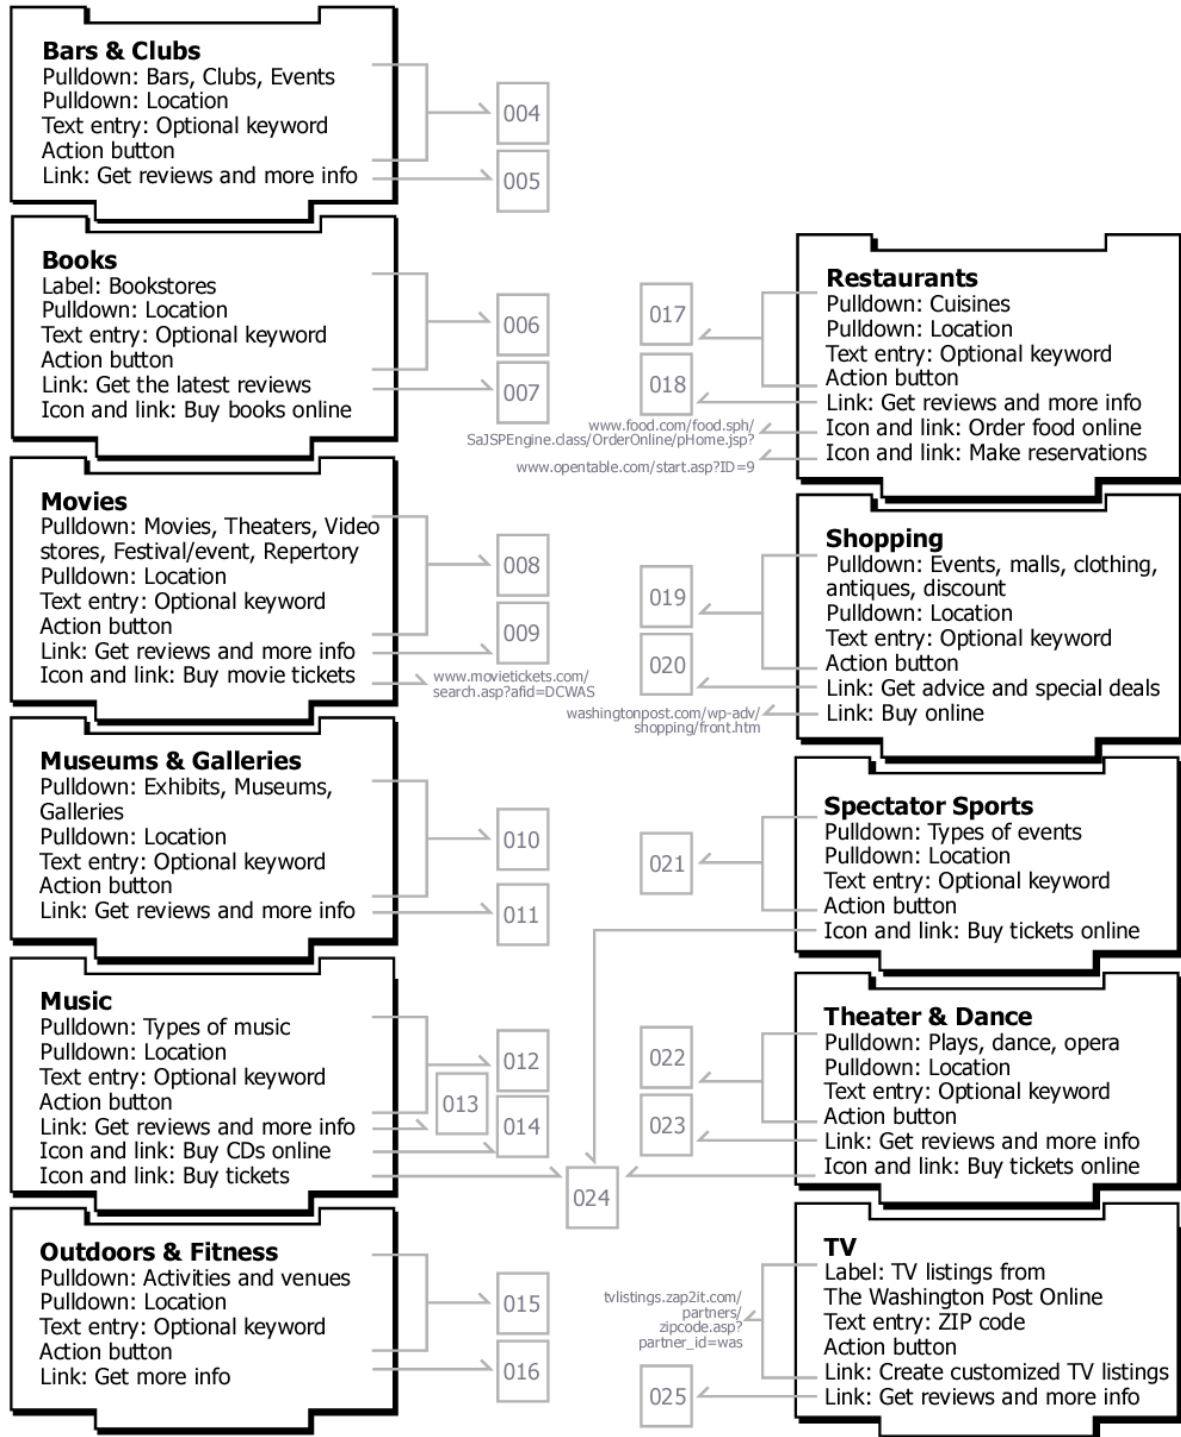 Bars & Clubs
Pulldown: Bars, Clubs, Events
Pulldown: Location
Text entry: Optional keyword
Action button
Link: Get reviews and more info
004
005
Books
Label: Bookstores
Pulldown: Location
Text entry: Optional keyword
Action button
Link: Get the latest reviews
Icon and link: Buy books online
006
007
Movies
Pulldown: Movies, Theaters, Video
stores, Festival/event, Repertory
Pulldown: Location
Text entry: Optional keyword
Action button
Link: Get reviews and more info
Icon and link: Buy movie tickets
008
009
www.movietickets.com/
search.asp?afid=DCWAS
Museums & Galleries
Pulldown: Exhibits, Museums,
Galleries
Pulldown: Location
Text entry: Optional keyword
Action button
Link: Get reviews and more info
010
011
Music
Pulldown: Types of music
Pulldown: Location
Text entry: Optional keyword
Action button
Link: Get reviews and more info
Icon and link: Buy CDs online
Icon and link: Buy tickets
012
013
014
024
Outdoors & Fitness
Pulldown: Activities and venues
Pulldown: Location
Text entry: Optional keyword
Action button
Link: Get more info
015
016
Restaurants
Pulldown: Cuisines
Pulldown: Location
Text entry: Optional keyword
Action button
Link: Get reviews and more info
Icon and link: Order food online
Icon and link: Make reservations
017
018
www.food.com/food.sph/
SaJSPEngine.class/OrderOnline/pHome.jsp?
www.opentable.com/start.asp?ID=9
Shopping
Pulldown: Events, malls, clothing,
antiques, discount
Pulldown: Location
Text entry: Optional keyword
Action button
Link: Get advice and special deals
Link: Buy online
019
020
washingtonpost.com/wp-adv/
shopping/front.htm
Spectator Sports
Pulldown: Types of events
Pulldown: Location
Text entry: Optional keyword
Action button
Icon and link: Buy tickets online
021
Theater & Dance
Pulldown: Plays, dance, opera
Pulldown: Location
Text entry: Optional keyword
Action button
Link: Get reviews and more info
Icon and link: Buy tickets online
022
023
TV
Label: TV listings from
The Washington Post Online
Text entry: ZIP code
Action button
Link: Create customized TV listings
Link: Get reviews and more info
tvlistings.zap2it.com/
partners/
zipcode.asp?
partner_id=was
025